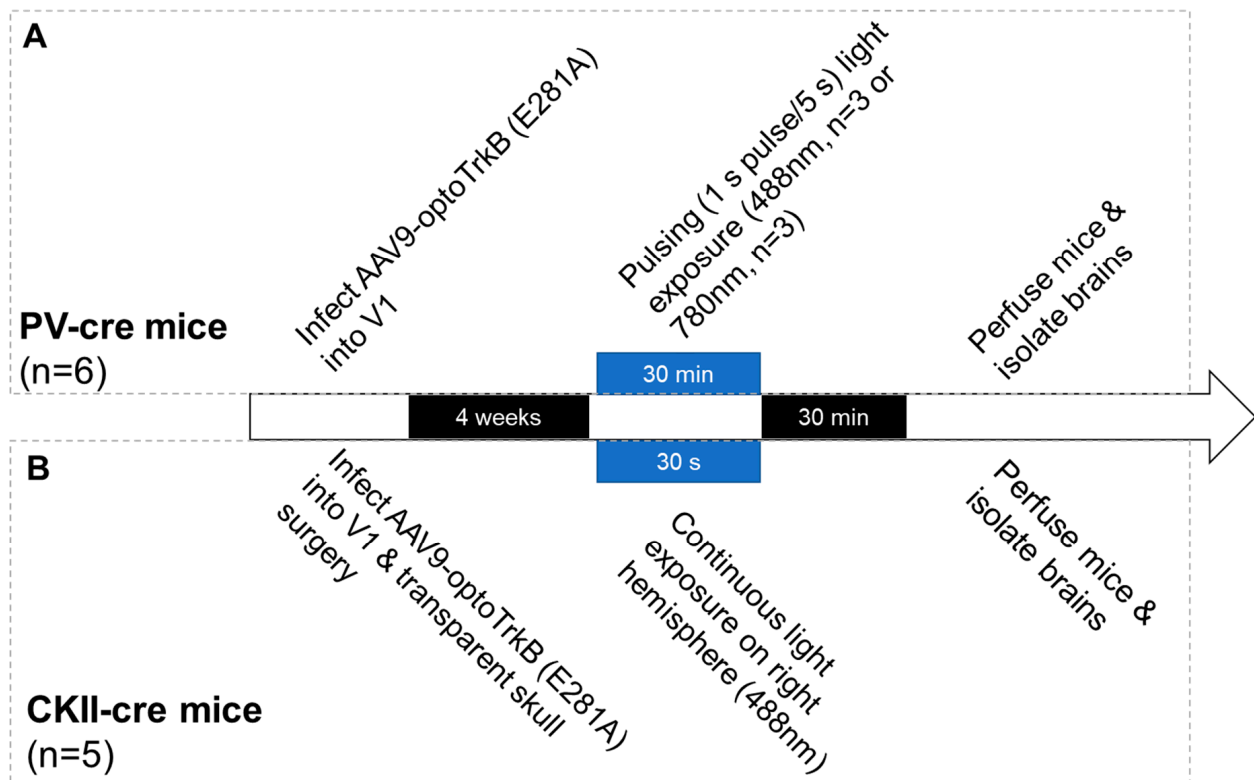 A
Infect AAV9-optoTrkB (E281A)
into V1
Pulsing (1 s pulse/5 s) light
exposure (488nm, n=3 or
780nm, n=3)
Perfuse mice &
isolate brains
PV-cre mice
(n=6)
30 min
4 weeks
30 min
30 s
B
Infect AAV9-optoTrkB (E281A)
into V1 & transparent skull
surgery
Continuous light
exposure on right
hemisphere (488nm)
Perfuse mice &
isolate brains
CKII-cre mice
(n=5)